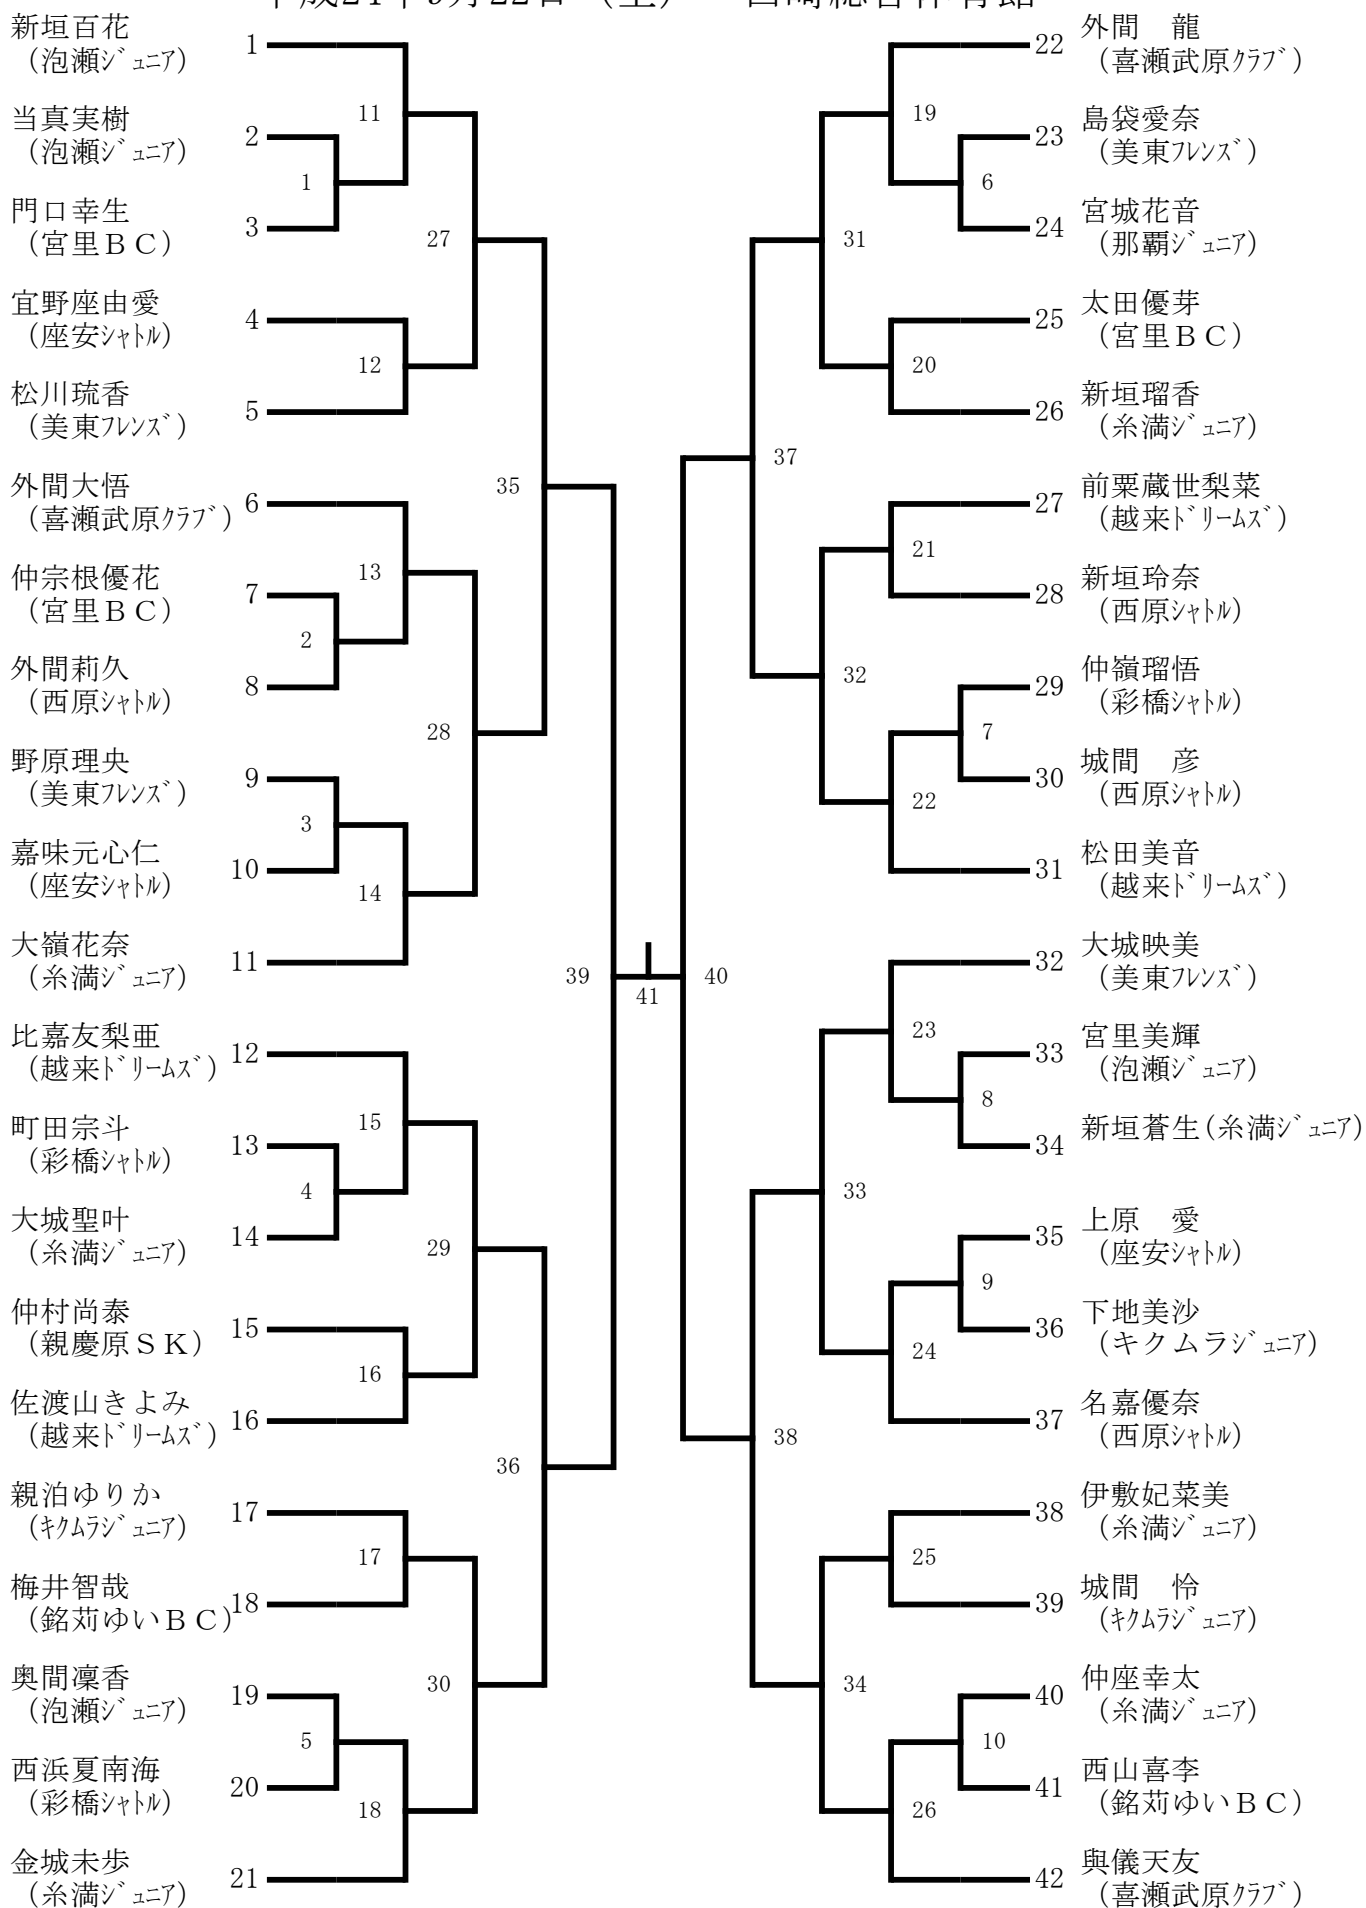 新垣百花
（泡瀬ｼﾞｭﾆｱ）
1
当真実樹
（泡瀬ｼﾞｭﾆｱ）
2
門口幸生
（宮里ＢＣ）
3
宜野座由愛
（座安ｼｬﾄﾙ）
4
松川琉香
（美東ﾌﾚﾝｽﾞ）
5
外間大悟
（喜瀬武原ｸﾗﾌﾞ）
6
仲宗根優花
（宮里ＢＣ）
7
外間莉久
（西原ｼｬﾄﾙ）
8
野原理央
（美東ﾌﾚﾝｽﾞ）
9
嘉味元心仁
（座安ｼｬﾄﾙ）
10
大嶺花奈
（糸満ｼﾞｭﾆｱ）
11
比嘉友梨亜
（越来ﾄﾞﾘｰﾑｽﾞ）
12
町田宗斗
（彩橋ｼｬﾄﾙ）
13
大城聖叶
（糸満ｼﾞｭﾆｱ）
14
仲村尚泰
（親慶原ＳＫ）
15
佐渡山きよみ
（越来ﾄﾞﾘｰﾑｽﾞ）
16
親泊ゆりか
（ｷｸﾑﾗｼﾞｭﾆｱ）
17
梅井智哉
（銘苅ゆいＢＣ）
18
奥間凜香
（泡瀬ｼﾞｭﾆｱ）
19
西浜夏南海
（彩橋ｼｬﾄﾙ）
20
金城未歩
（糸満ｼﾞｭﾆｱ）
21
1
2
3
4
5
11
12
13
14
15
16
17
18
27
28
29
30
35
36
39
41
40
37
38
31
32
33
34
19
20
21
22
23
24
25
26
6
7
8
9
10
22
外間　龍
（喜瀬武原ｸﾗﾌﾞ）
23
島袋愛奈
（美東ﾌﾚﾝｽﾞ）
24
宮城花音
（那覇ｼﾞｭﾆｱ）
25
太田優芽
（宮里ＢＣ）
26
新垣瑠香
（糸満ｼﾞｭﾆｱ）
27
前粟蔵世梨菜
（越来ﾄﾞﾘｰﾑｽﾞ）
28
新垣玲奈
（西原ｼｬﾄﾙ）
29
仲嶺瑠悟
（彩橋ｼｬﾄﾙ）
30
城間　彦
（西原ｼｬﾄﾙ）
31
松田美音
（越来ﾄﾞﾘｰﾑｽﾞ）
32
大城映美
（美東ﾌﾚﾝｽﾞ）
33
宮里美輝
（泡瀬ｼﾞｭﾆｱ）
34
新垣蒼生（糸満ｼﾞｭﾆｱ）
35
上原　愛
（座安ｼｬﾄﾙ）
36
下地美沙
（キクムラｼﾞｭﾆｱ）
37
名嘉優奈
（西原ｼｬﾄﾙ）
38
伊敷妃菜美
（糸満ｼﾞｭﾆｱ）
39
城間　怜
（ｷｸﾑﾗｼﾞｭﾆｱ）
40
仲座幸太
（糸満ｼﾞｭﾆｱ）
41
西山喜李
（銘苅ゆいＢＣ）
42
與儀天友
（喜瀬武原ｸﾗﾌﾞ）